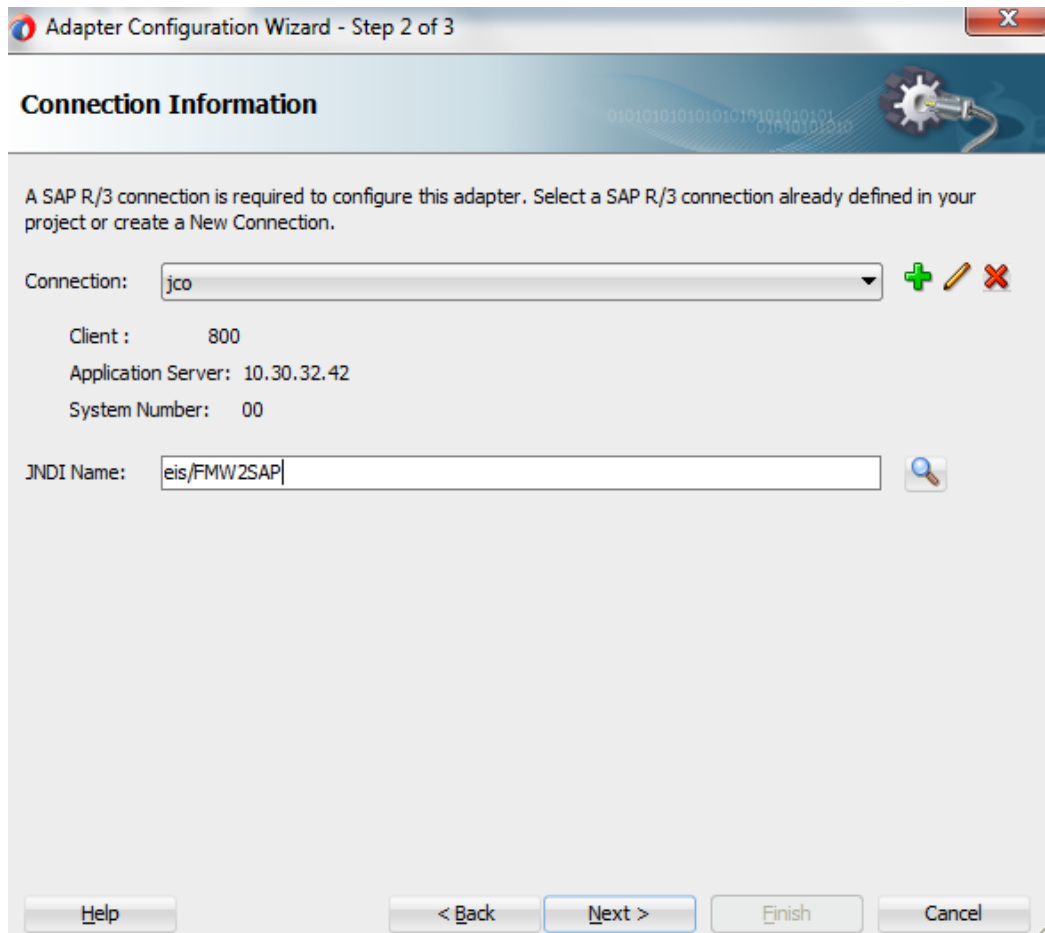 Adapter Configuration Wizard - Step 2 of 3
Connection Information
A SAP R/3 connection is required to configure this adapter. Select a SAP R/3 connection already defined in your
project or create a New Connection.
Connection: jco
Client : 800
Application Server: 10.30.32.42
System Number: 00
JNDI Name: eis/FMW2SAP
Help < Back Next > Finish Cancel